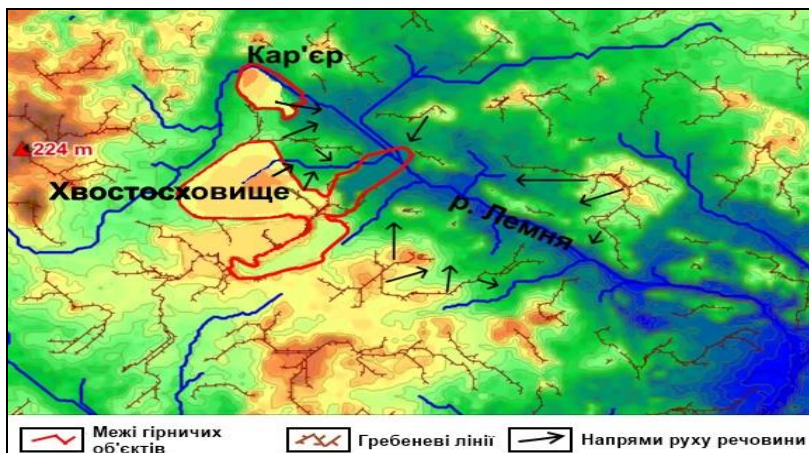 Кар'єр
224 m
Хвостосховище
р. Лемня
Межі гірничих
об'єктів
Гребеневі лінії
Напрями руху речовини